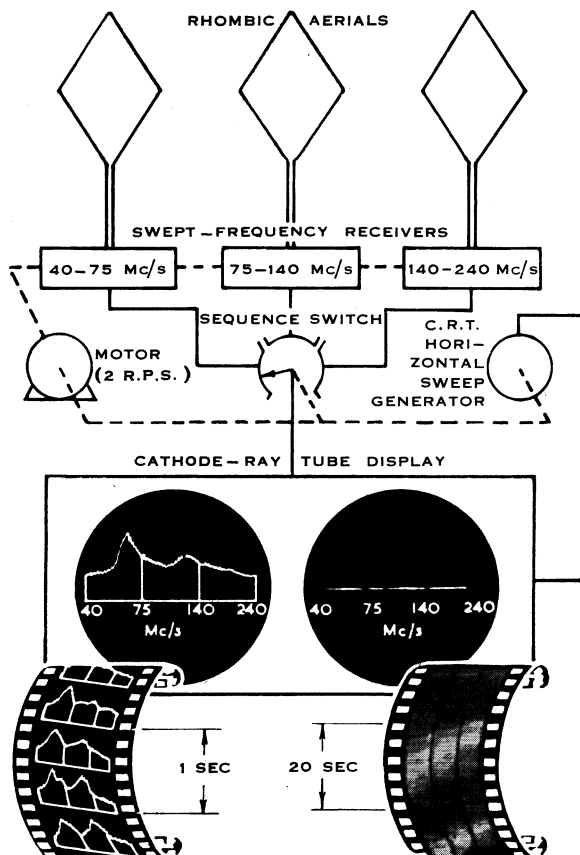 RHOMBIC AERIALS
SWEPT-FREQUENCY RECEIVERS
40-75 Mc/s
75-140 Mc/s
140-240 Mc/s
SEQUENCE SWITCH
MOTOR
(2 R.P.S.)
C.R.T.
HORI-
ZONTAL
SWEEP
GENERATOR
CATHODE-RAY TUBE DISPLAY
40 75 140 240
Mc/s
40 75 140 240
Mc/s
1 SEC
20 SEC